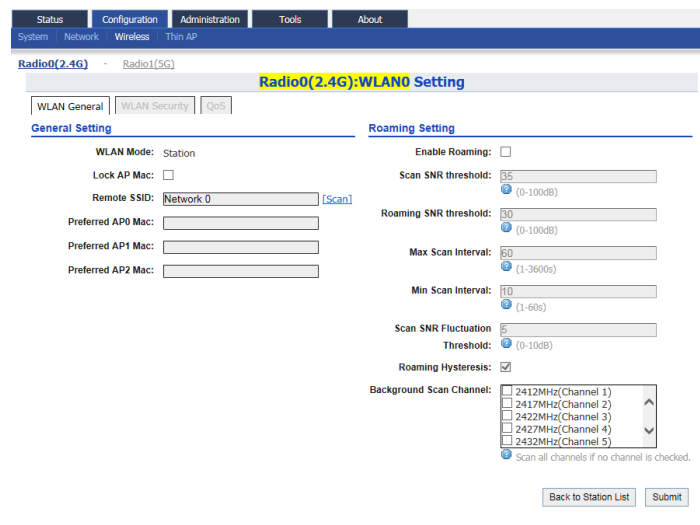 Status Configuration Administration Tools About
System Network Wireless Thin AP
Radio0(2.4G) - Radio1(5G)
Radio0(2.4G):WLAN0 Setting
WLAN General WLAN Security QoS
General Setting
WLAN Mode: Station
Lock AP Mac:
Remote SSID: Network 0 [Scan]
Preferred AP0 Mac:
Preferred AP1 Mac:
Preferred AP2 Mac:
Roaming Setting
Enable Roaming:
Scan SNR threshold: 35
(0-100dB)
Roaming SNR threshold: 30
(0-100dB)
Max Scan Interval: 60
(1-3600s)
Min Scan Interval: 10
(1-60s)
Scan SNR Fluctuation 5
Threshold: (0-10dB)
Roaming Hysteresis:
Background Scan Channel: 2412MHz(Channel 1)
2417MHz(Channel 2)
2422MHz(Channel 3)
2427MHz(Channel 4)
2432MHz(Channel 5)
Scan all channels if no channel is checked.
Back to Station List Submit